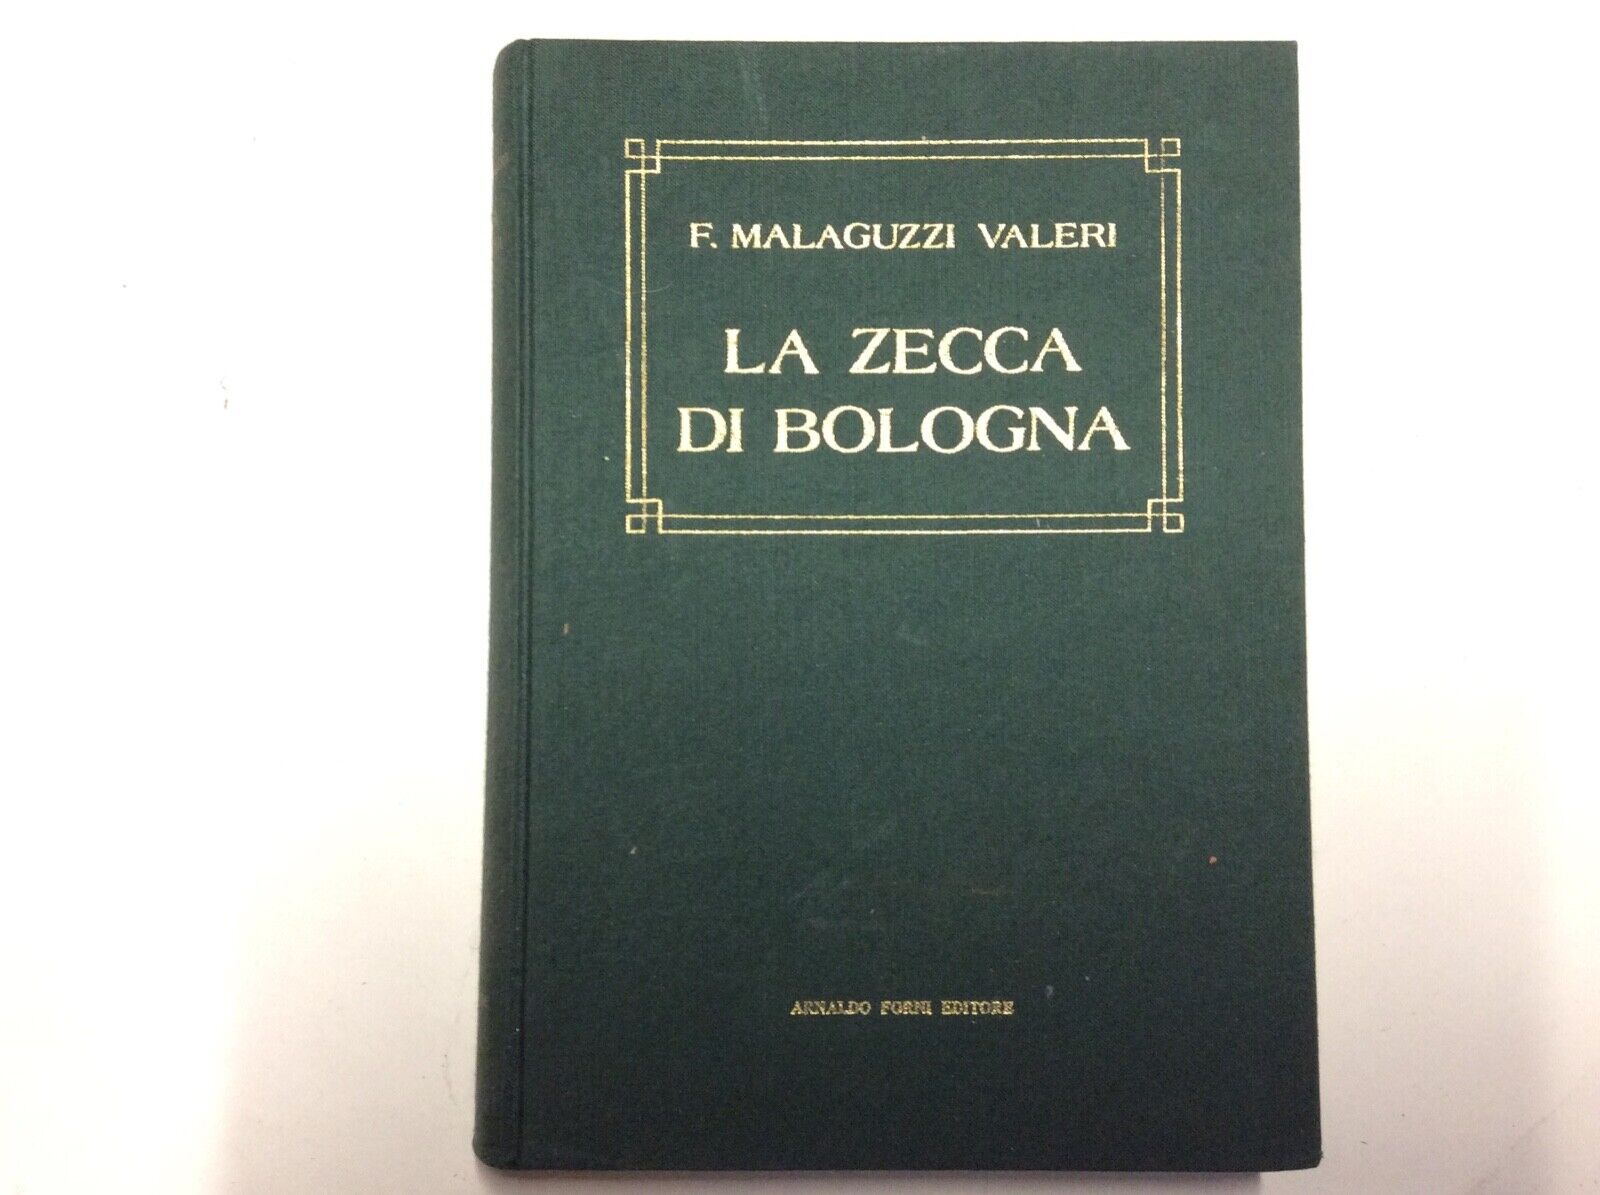 F. MALAGUZZI VALERI
LA ZECCA
DI BOLOGNA
ARNALDO FORNI EDITORE